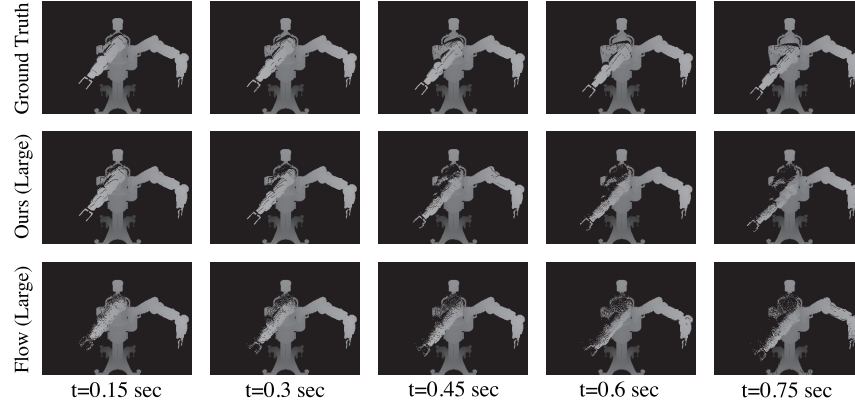 Ground Truth
Ours (Large)
Flow (Large)
t=0.15 sec
t=0.3 sec
t=0.45 sec
t=0.6 sec
t=0.75 sec